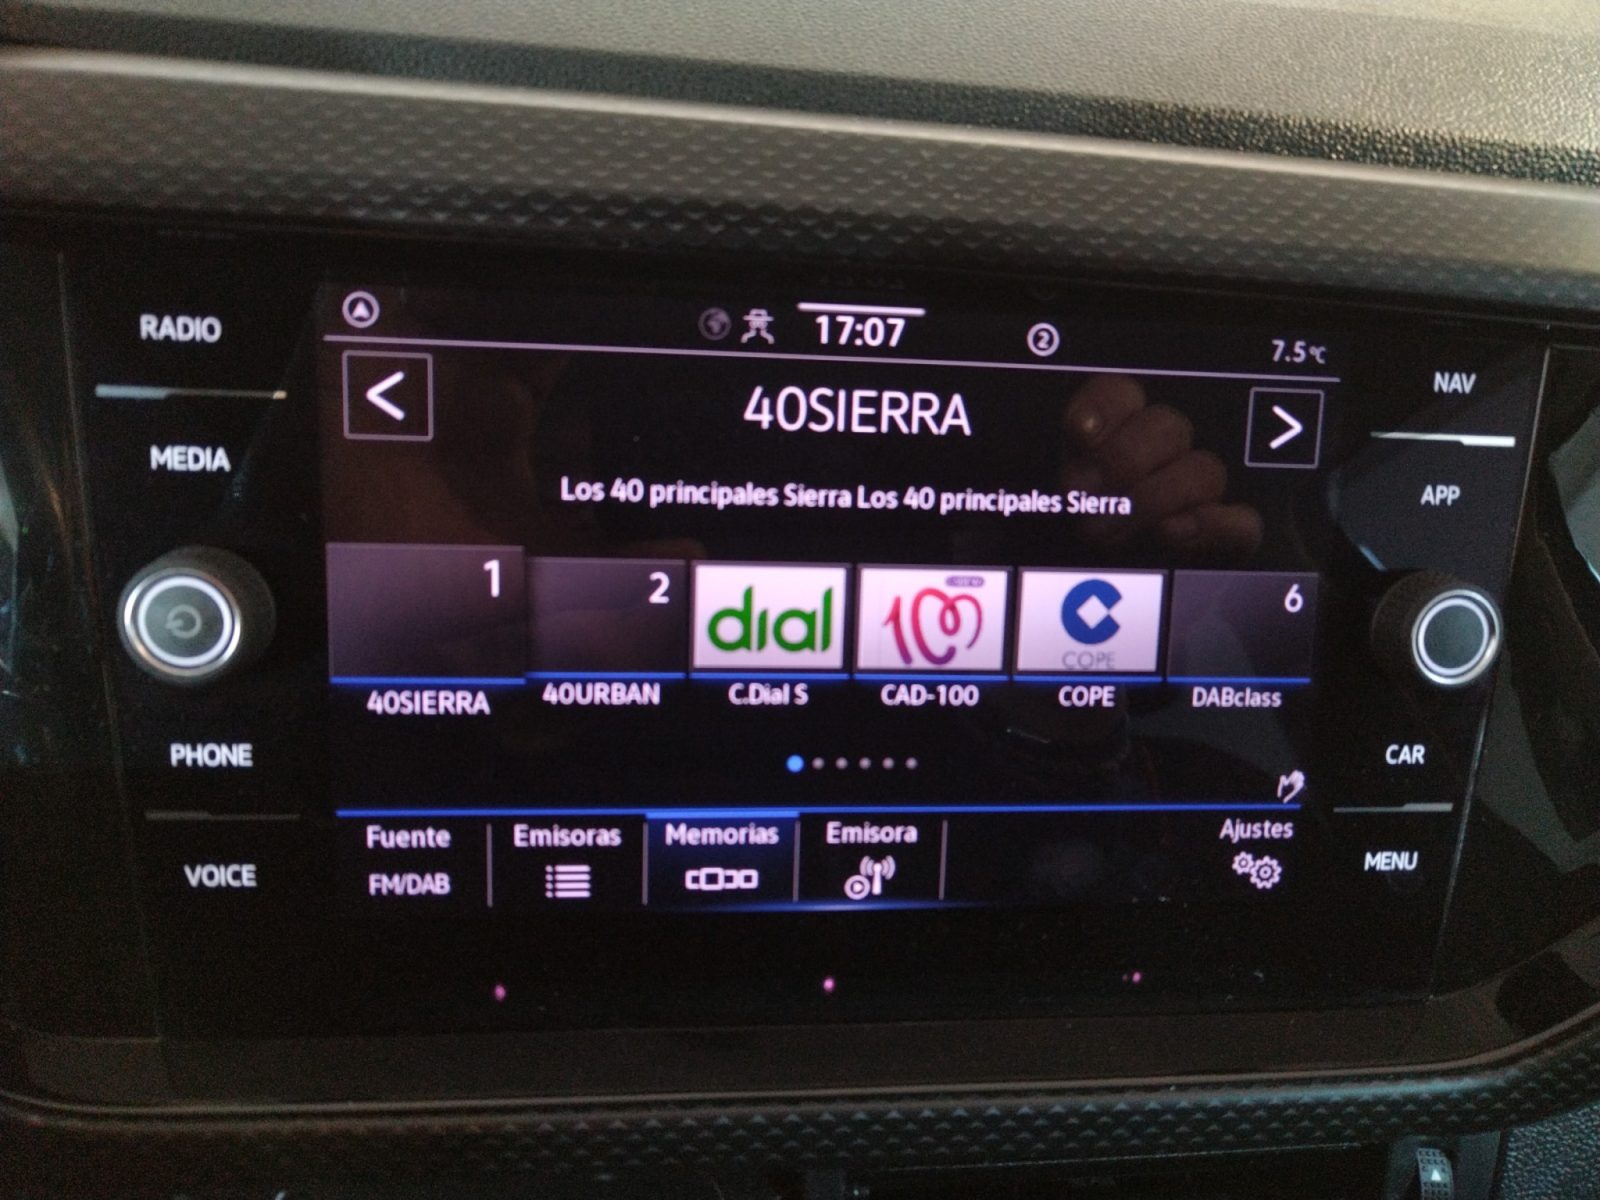 RADIO
MEDIA
PHONE
VOICE
17:07
2
7.5°C
<
40SIERRA
>
Los 40 principales Sierra Los 40 principales Sierra
1
2
dial
100
COPE
6
40SIERRA
40URBAN
C.Dial S
CAD-100
COPE
DABclass
Fuente
FM/DAB
Emisoras
Memorias
Emisora
Ajustes
NAV
APP
CAR
MENU